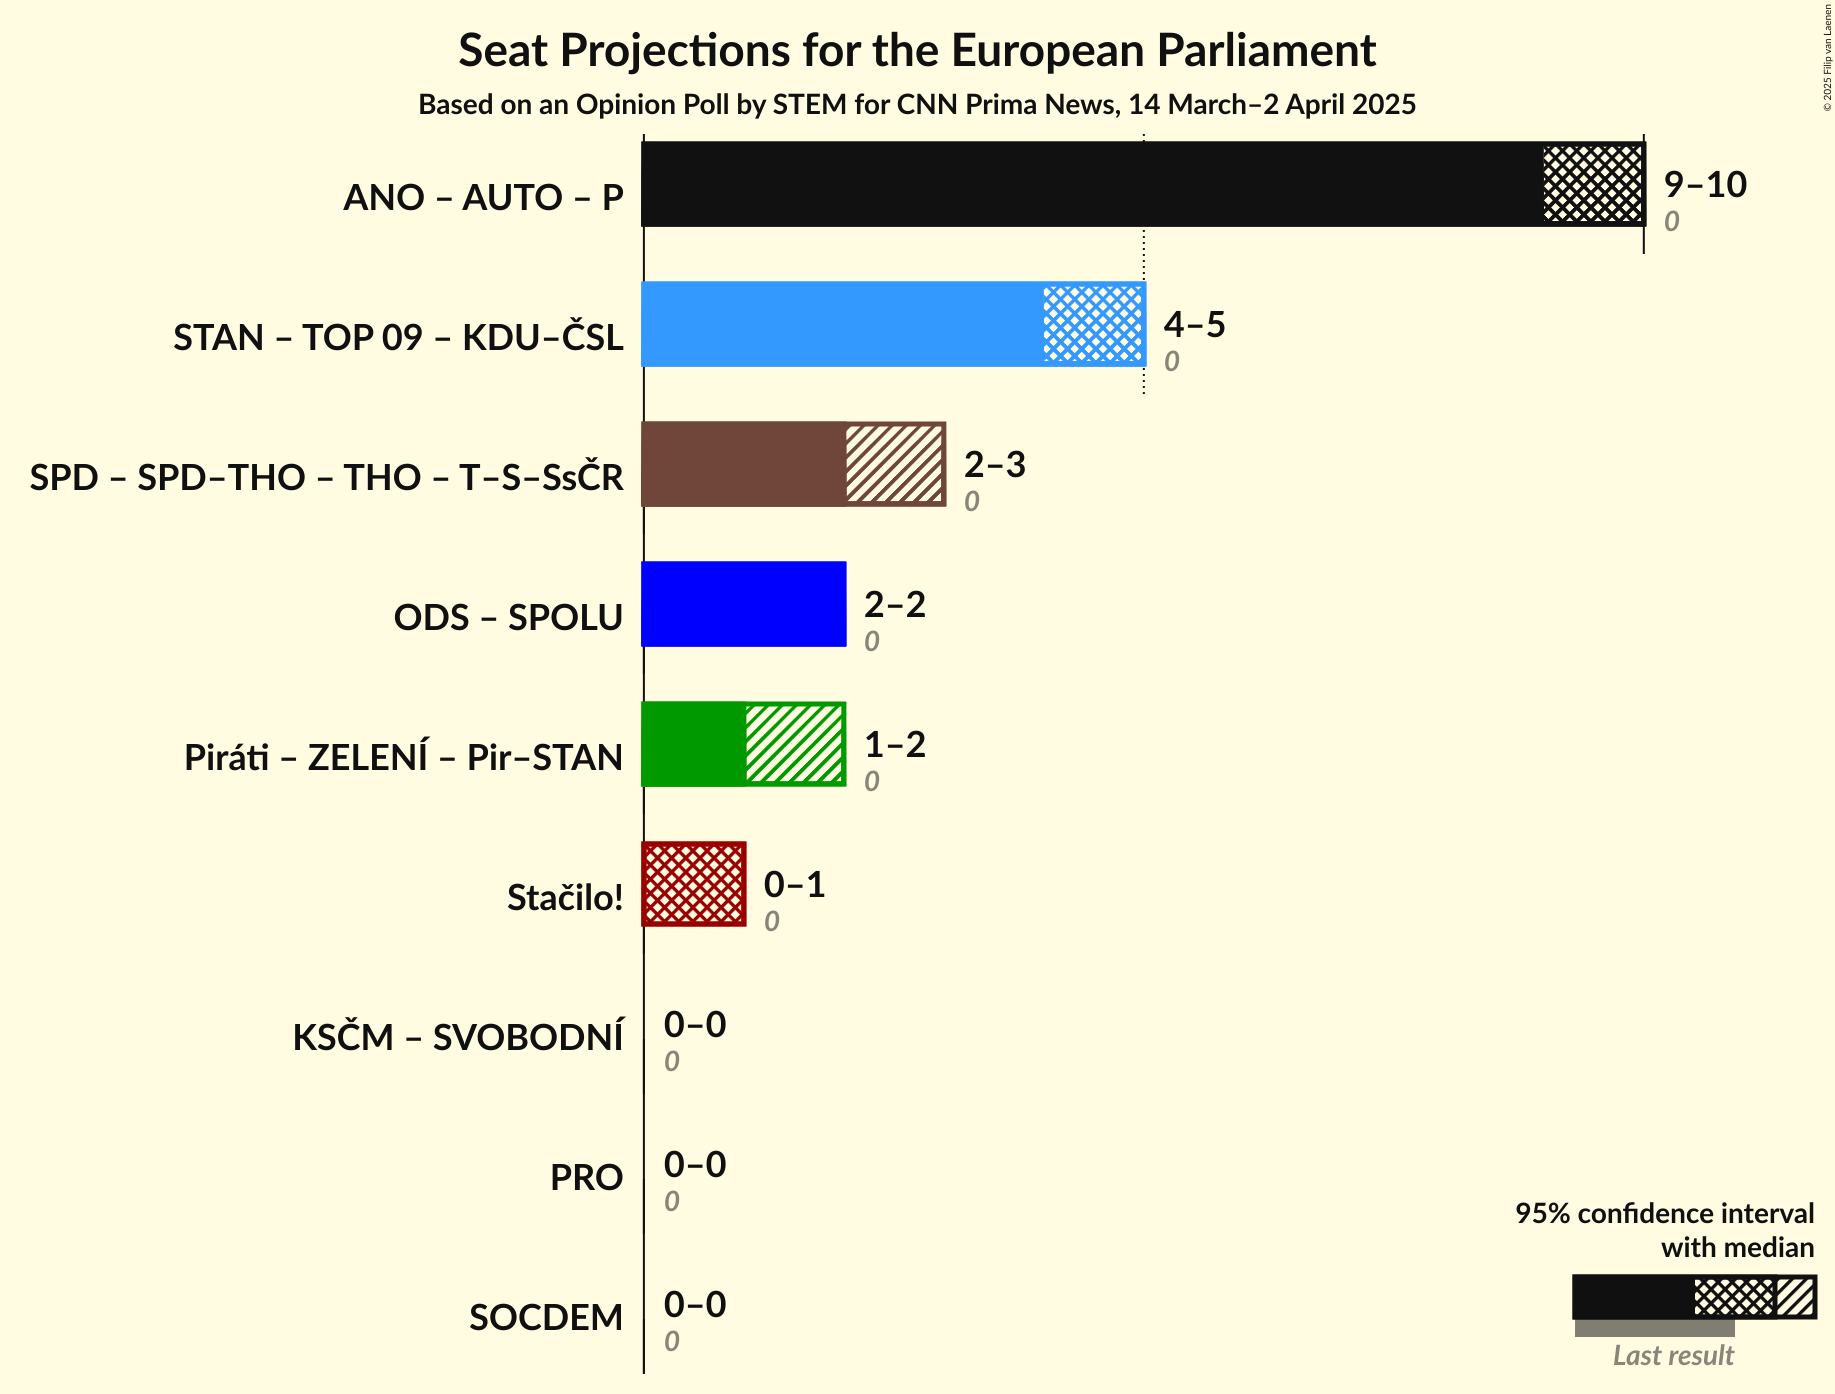 Seat Projections for the European Parliament
Based on an Opinion Poll by STEM for CNN Prima News, 14 March–2 April 2025
© 2025 Filip van Laenen
ANO – AUTO – P
9–10
0
STAN – TOP 09 – KDU–ČSL
4–5
0
SPD – SPD–THO – THO – T–S–SsČR
2–3
0
ODS – SPOLU
2–2
0
Piráti – ZELENÍ – Pir–STAN
1–2
0
Stačilo!
0–1
0
KSČM – SVOBODNÍ
0–0
0
PRO
0–0
0
SOCDEM
0–0
0
95% confidence interval
with median
Last result